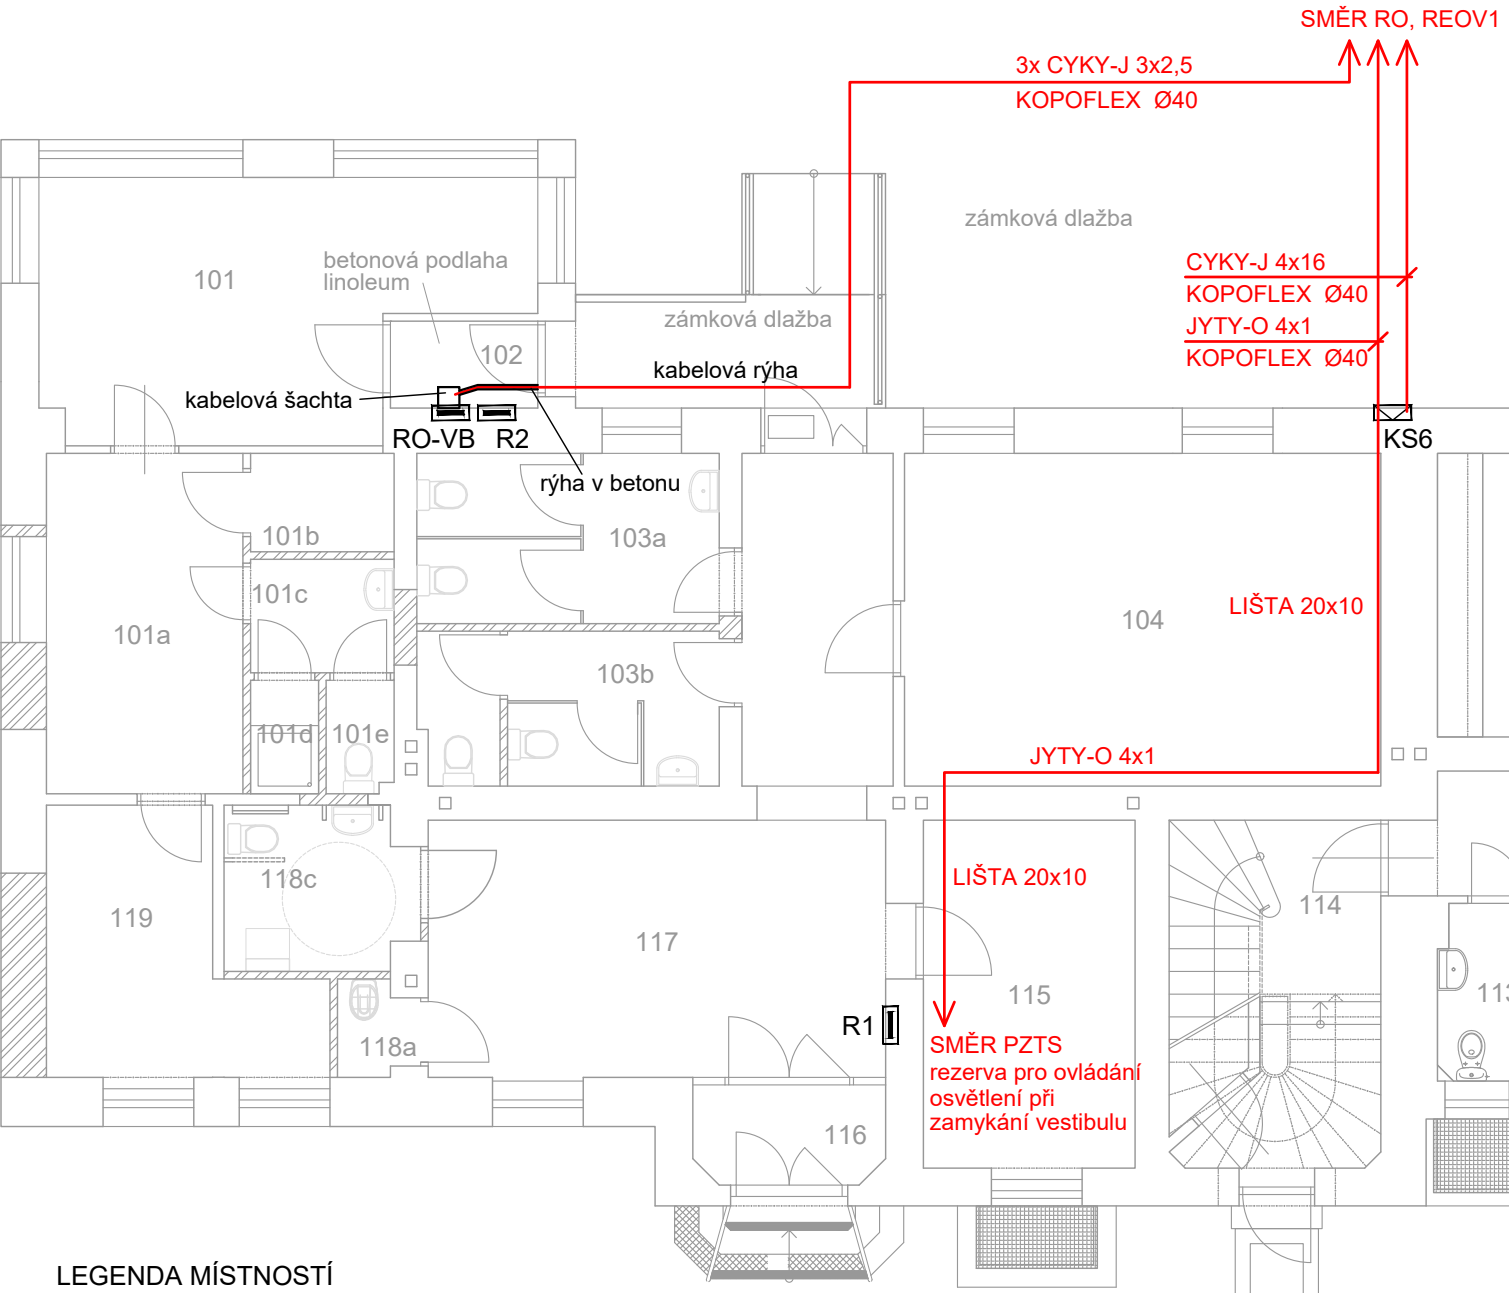 SMĚR RO, REOV1
3x CYKY-J 3x2,5
KOPOFLEX Ø40
zámková dlažba
betonová podlaha
linoleum
101
CYKY-J 4x16
KOPOFLEX Ø40
JYTY-O 4x1
KOPOFLEX Ø40
zámková dlažba
102
kabelová rýha
kabelová šachta
RO-VB
R2
KS6
rýha v betonu
101b
103a
101c
101a
LIŠTA 20x10
104
103b
101d
101e
JYTY-O 4x1
118c
LIŠTA 20x10
119
114
117
115
113
R1
118a
SMĚR PZTS
rezerva pro ovládání
osvětlení při
zamykání vestibulu
116
LEGENDA MÍSTNOSTÍ